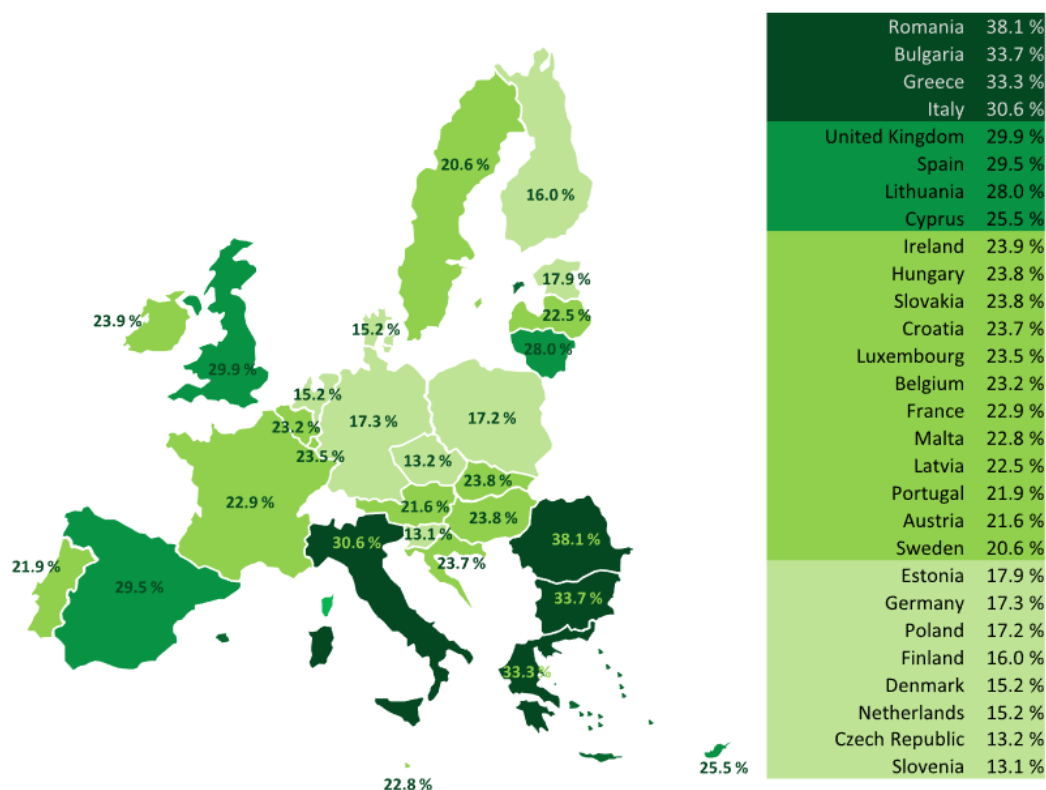 20.6 %
16.0 %
17.9 %
23.9 %
15.2 %
22.5 %
28.0 %
29.9 %
15.2 %
17.3 %
17.2 %
23.2 %
23.5 %
13.2 %
23.8 %
22.9 %
21.6 %
23.8 %
13.1 %
30.6 %
38.1 %
23.7 %
21.9 %
29.5 %
33.7 %
33.3 %
25.5 %
22.8 %
Romania 38.1 %
Bulgaria 33.7 %
Greece 33.3 %
Italy 30.6 %
United Kingdom 29.9 %
Spain 29.5 %
Lithuania 28.0 %
Cyprus 25.5 %
Ireland 23.9 %
Hungary 23.8 %
Slovakia 23.8 %
Croatia 23.7 %
Luxembourg 23.5 %
Belgium 23.2 %
France 22.9 %
Malta 22.8 %
Latvia 22.5 %
Portugal 21.9 %
Austria 21.6 %
Sweden 20.6 %
Estonia 17.9 %
Germany 17.3 %
Poland 17.2 %
Finland 16.0 %
Denmark 15.2 %
Netherlands 15.2 %
Czech Republic 13.2 %
Slovenia 13.1 %